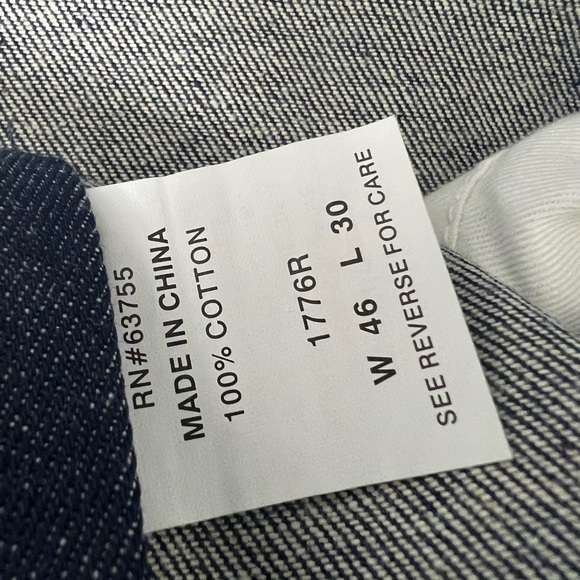 RN#63755
MADE IN CHINA
100% COTTON
1776R
W 46 L 30
SEE REVERSE FOR CARE